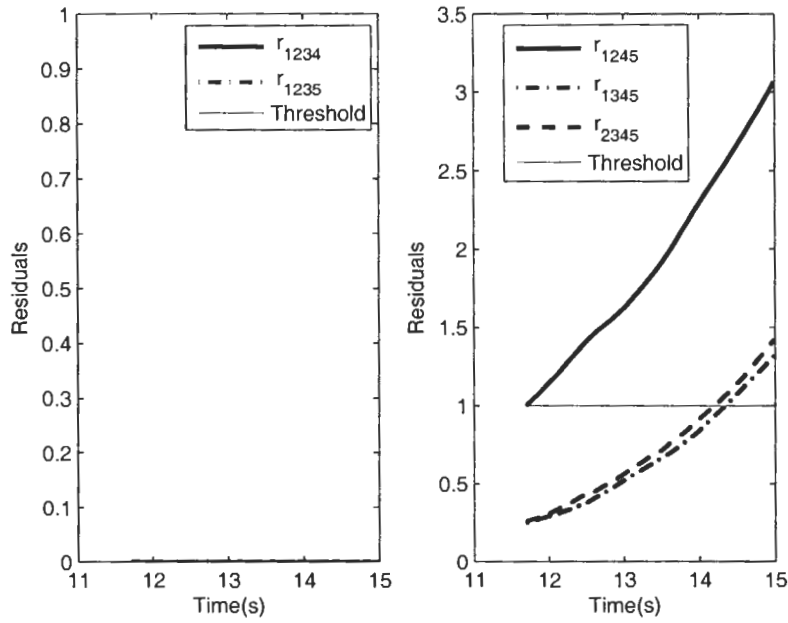 1
0.9
0.8
0.7
0.6
0.5
0.4
0.3
0.2
0.1
0
Residuals
r1234
r1235
Threshold
11 12 13 14 15
Time(s)
3.5
3
2.5
2
1.5
1
0.5
0
Residuals
r1245
r1345
r2345
Threshold
11 12 13 14 15
Time(s)